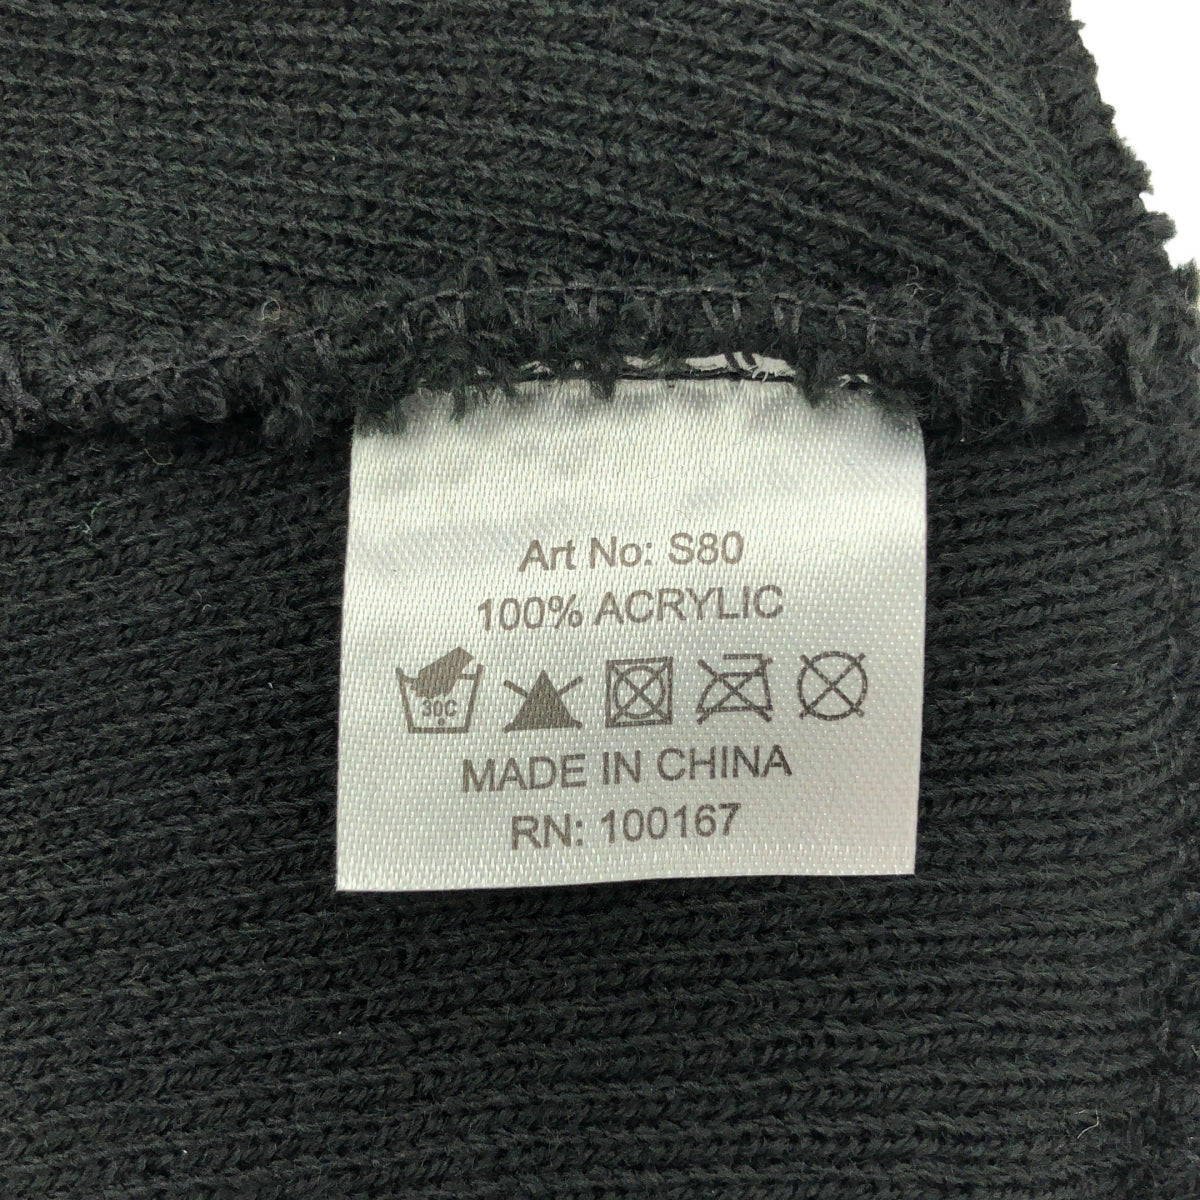 Art No: S80
100% ACRYLIC
30C
MADE IN CHINA
RN: 100167